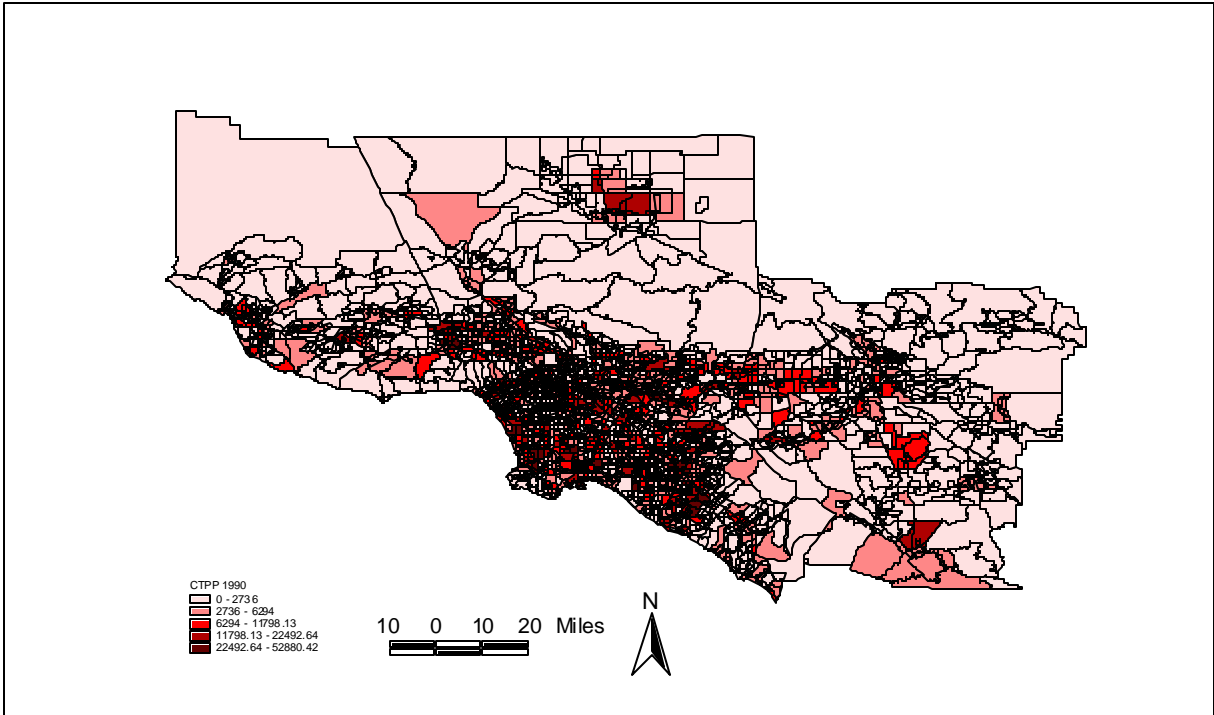 CTPP 1990
0 - 2736
2736 - 6294
6294 - 11798.13
11798.13 - 22492.64
22492.64 - 52880.42
10 0 10 20 Miles
N